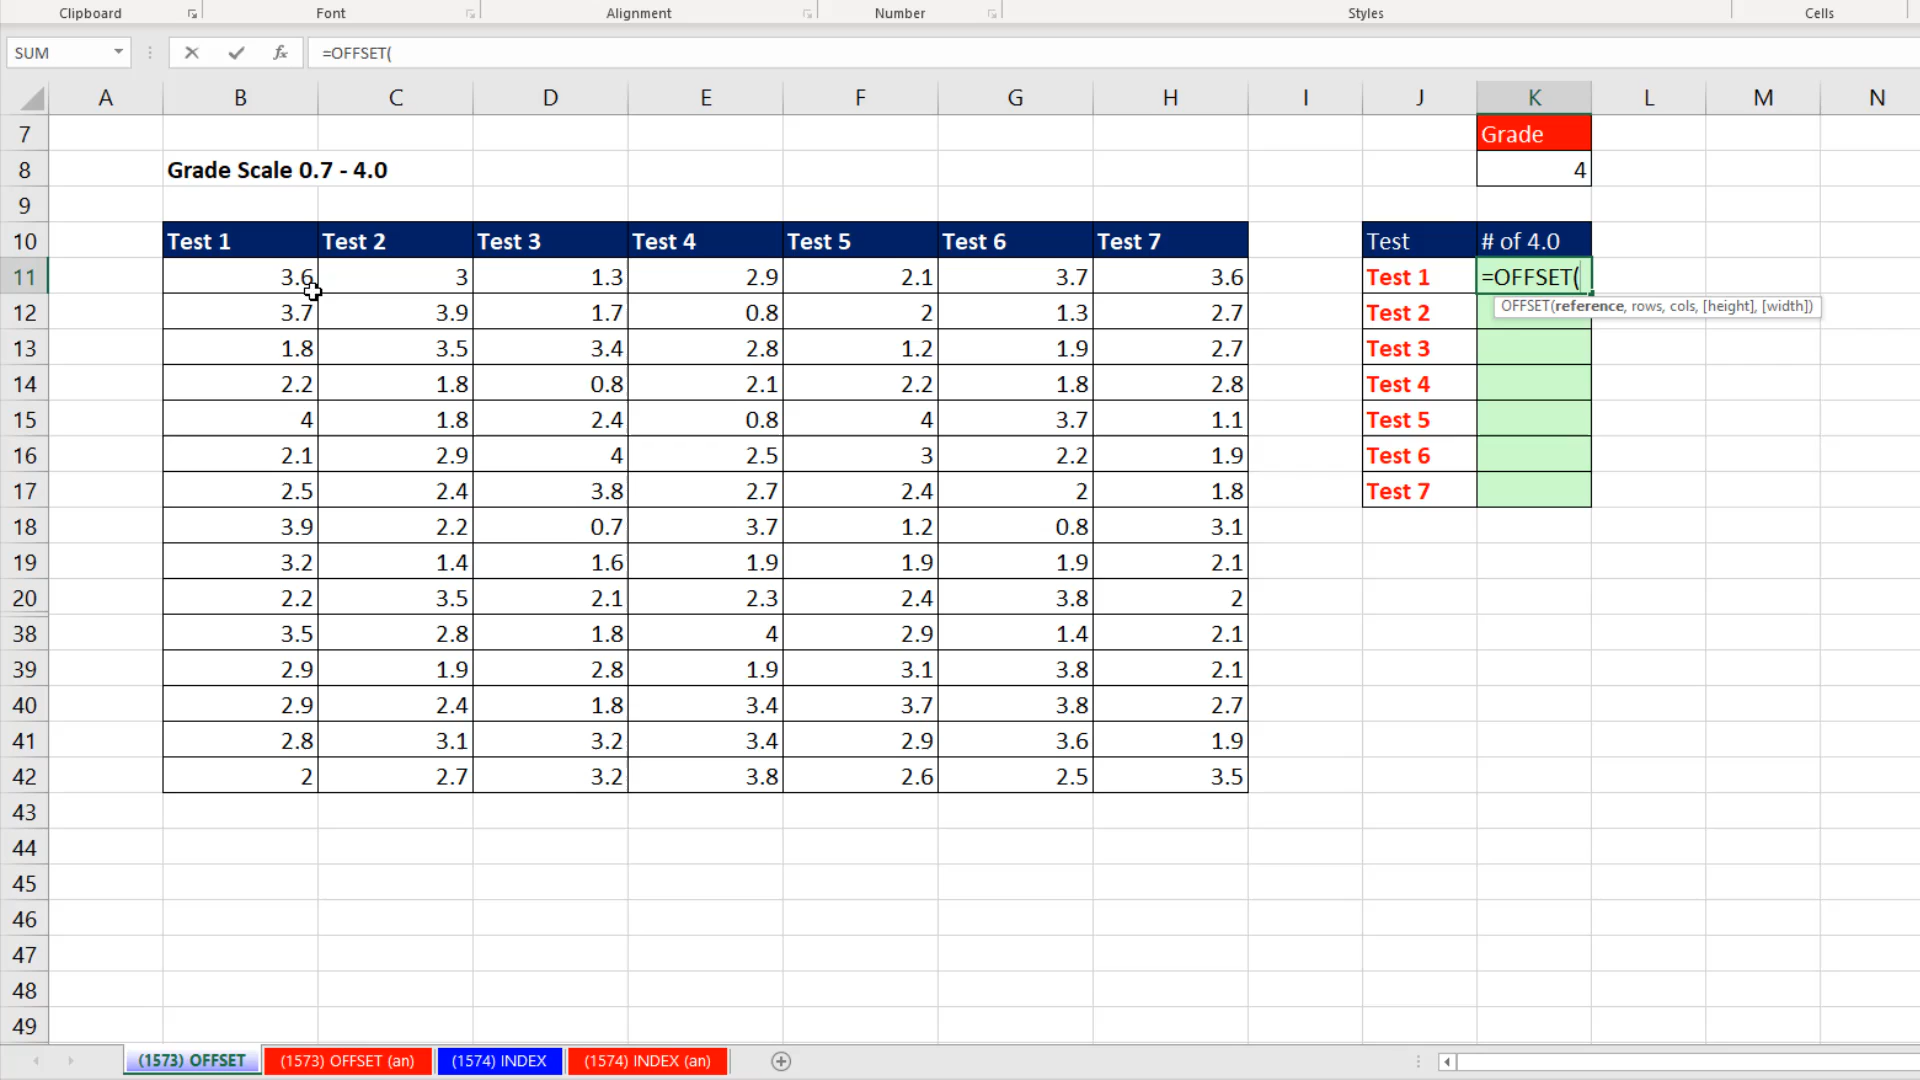 Clipboard Font Alignment Number Styles Cells
SUM =OFFSET(
A B C D E F G H I J K L M N
7 Grade
8 Grade Scale 0.7 - 4.0 4
9
10 Test 1 Test 2 Test 3 Test 4 Test 5 Test 6 Test 7 Test # of 4.0
11 3.6 3 1.3 2.9 2.1 3.7 3.6 Test 1 =OFFSET(
OFFSET(reference, rows, cols, [height], [width])
12 3.7 3.9 1.7 0.8 2 1.3 2.7 Test 2
13 1.8 3.5 3.4 2.8 1.2 1.9 2.7 Test 3
14 2.2 1.8 0.8 2.1 2.2 1.8 2.8 Test 4
15 4 1.8 2.4 0.8 4 3.7 1.1 Test 5
16 2.1 2.9 4 2.5 3 2.2 1.9 Test 6
17 2.5 2.4 3.8 2.7 2.4 2 1.8 Test 7
18 3.9 2.2 0.7 3.7 1.2 0.8 3.1
19 3.2 1.4 1.6 1.9 1.9 1.9 2.1
20 2.2 3.5 2.1 2.3 2.4 3.8 2
38 3.5 2.8 1.8 4 2.9 1.4 2.1
39 2.9 1.9 2.8 1.9 3.1 3.8 2.1
40 2.9 2.4 1.8 3.4 3.7 3.8 2.7
41 2.8 3.1 3.2 3.4 2.9 3.6 1.9
42 2 2.7 3.2 3.8 2.6 2.5 3.5
43
44
45
46
47
48
49
(1573) OFFSET (1573) OFFSET (an) (1574) INDEX (1574) INDEX (an)